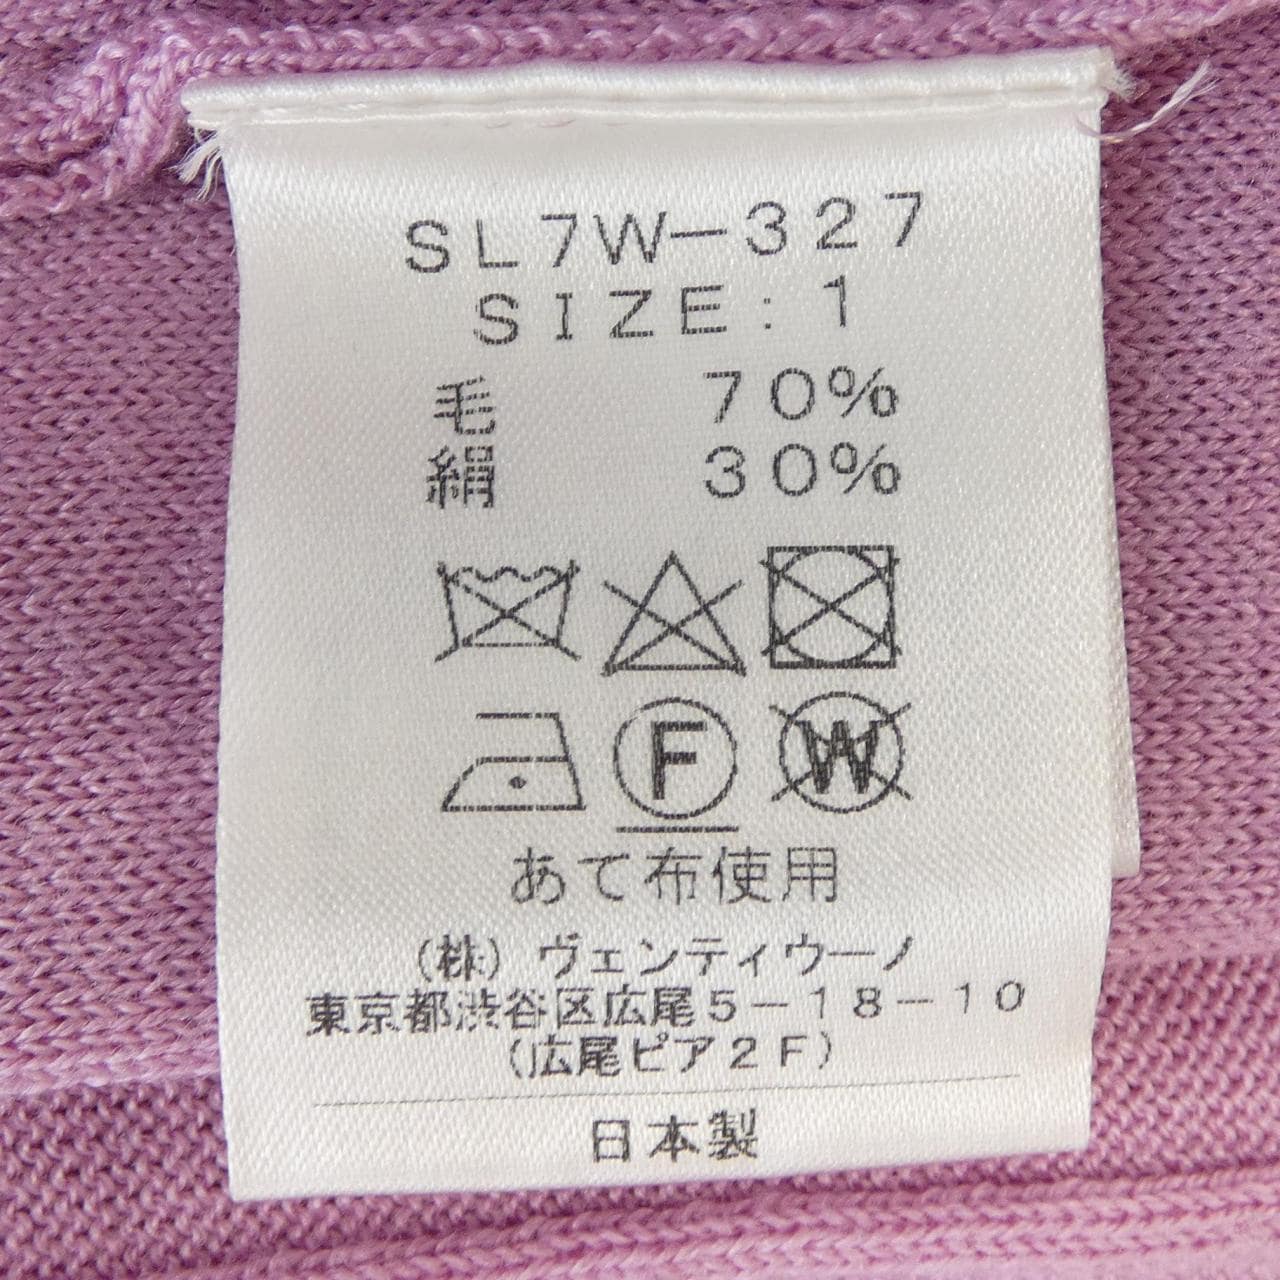 SL7W-327
SIZE: 1
毛 70%
絹 30%
F W
あて布使用
(株) ヴェンティウーノ
東京都渋谷区広尾5-18-10
(広尾ピア2F)
日本製